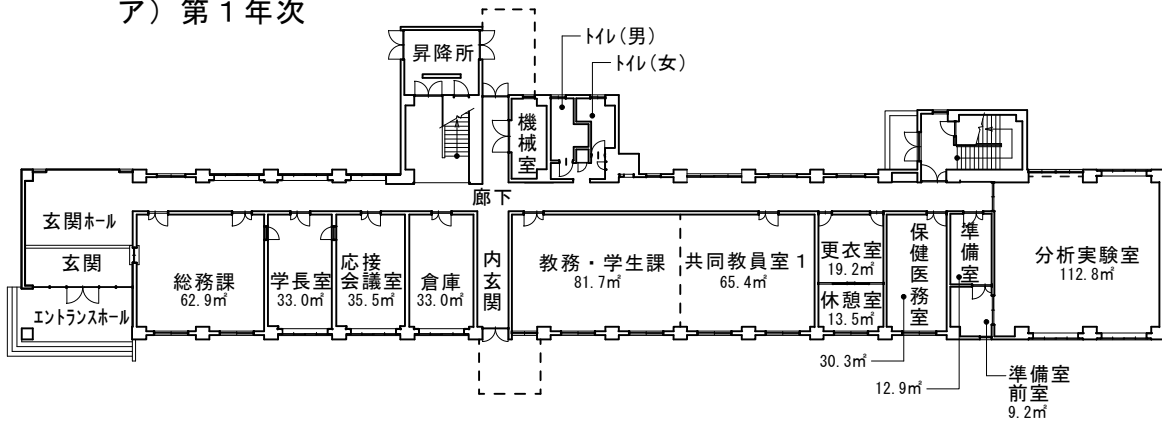 ア）第１年次
昇降所
ﾄｲﾚ(男)
ﾄｲﾚ(女)
機械室
廊下
玄関ﾎｰﾙ
玄関
ｴﾝﾄﾗﾝｽﾎｰﾙ
総務課
62.9㎡
学長室
33.0㎡
応接
会議室
35.5㎡
倉庫
33.0㎡
内玄関
教務・学生課
81.7㎡
共同教員室１
65.4㎡
更衣室
19.2㎡
休憩室
13.5㎡
保健医務室
30.3㎡
準備室
12.9㎡
準備室
前室
9.2㎡
分析実験室
112.8㎡